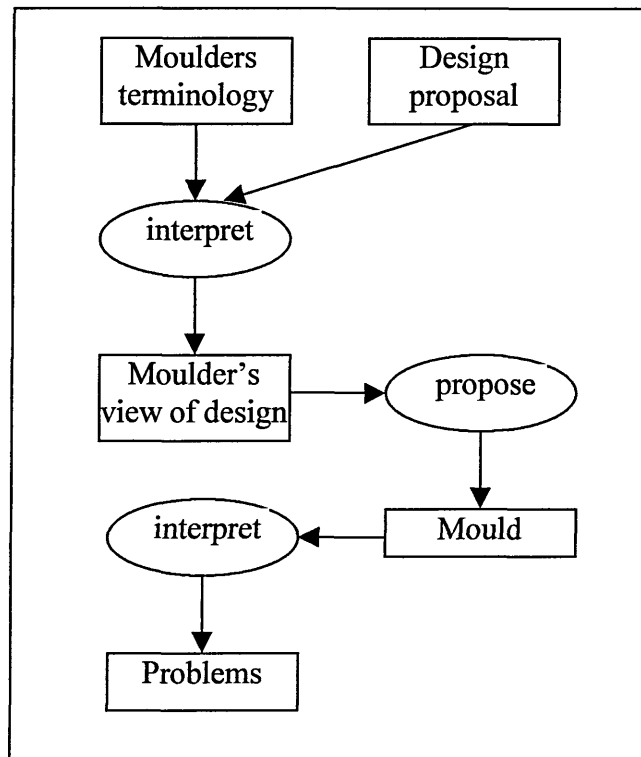 Moulders
terminology
Design
proposal
interpret
Moulder's
view of design
propose
interpret
Mould
Problems